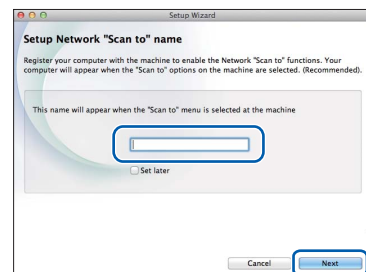 Setup Wizard
Setup Network "Scan to" name
Register your computer with the machine to enable the Network "Scan to" functions. Your
computer will appear when the "Scan to" options on the machine are selected. (Recommended).
This name will appear when the "Scan to" menu is selected at the machine
Set later
Cancel
Next